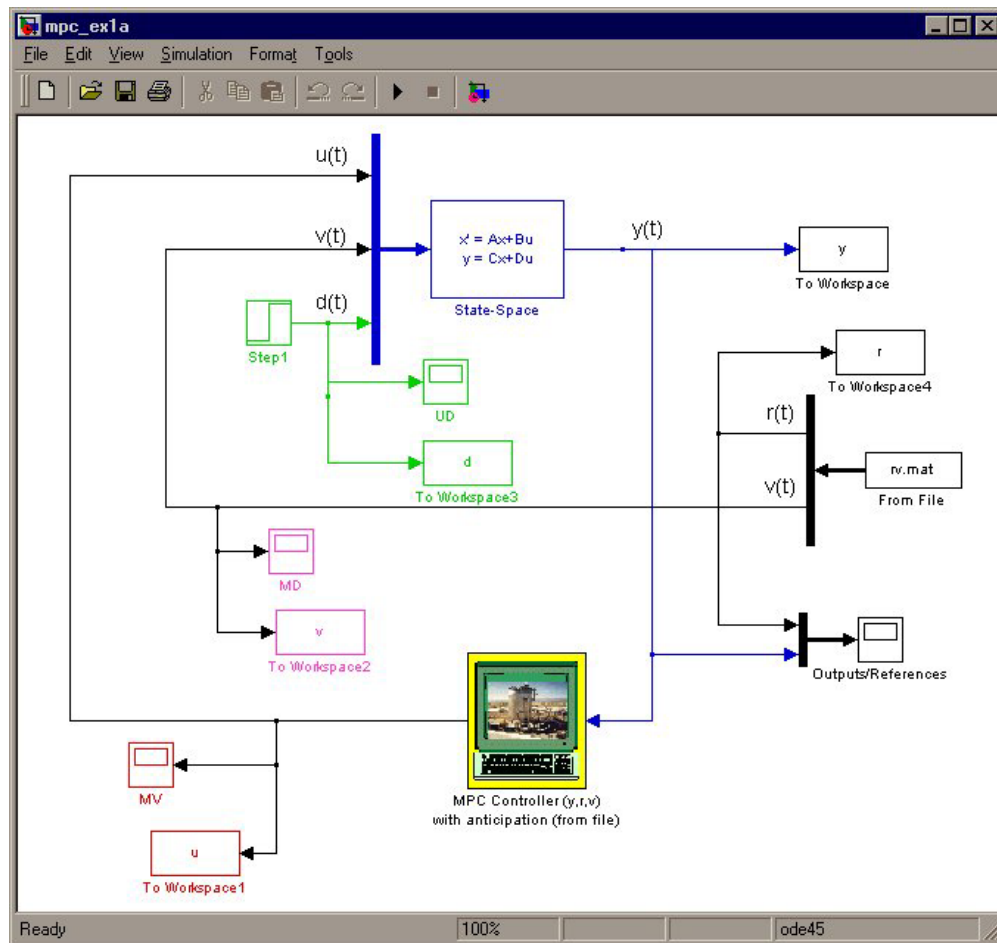 mpc_ex1a
File Edit View Simulation Format Tools
u(t)
v(t)
d(t)
x' = Ax+Bu
y = Cx+Du
State-Space
y(t)
y
To Workspace
Step1
UD
d
To Workspace3
r
To Workspace4
r(t)
v(t)
rv.mat
From File
MD
v
To Workspace2
Outputs/References
MPC Controller (y,r,v)
with anticipation (from file)
MV
u
To Workspace1
Ready 100% ode45